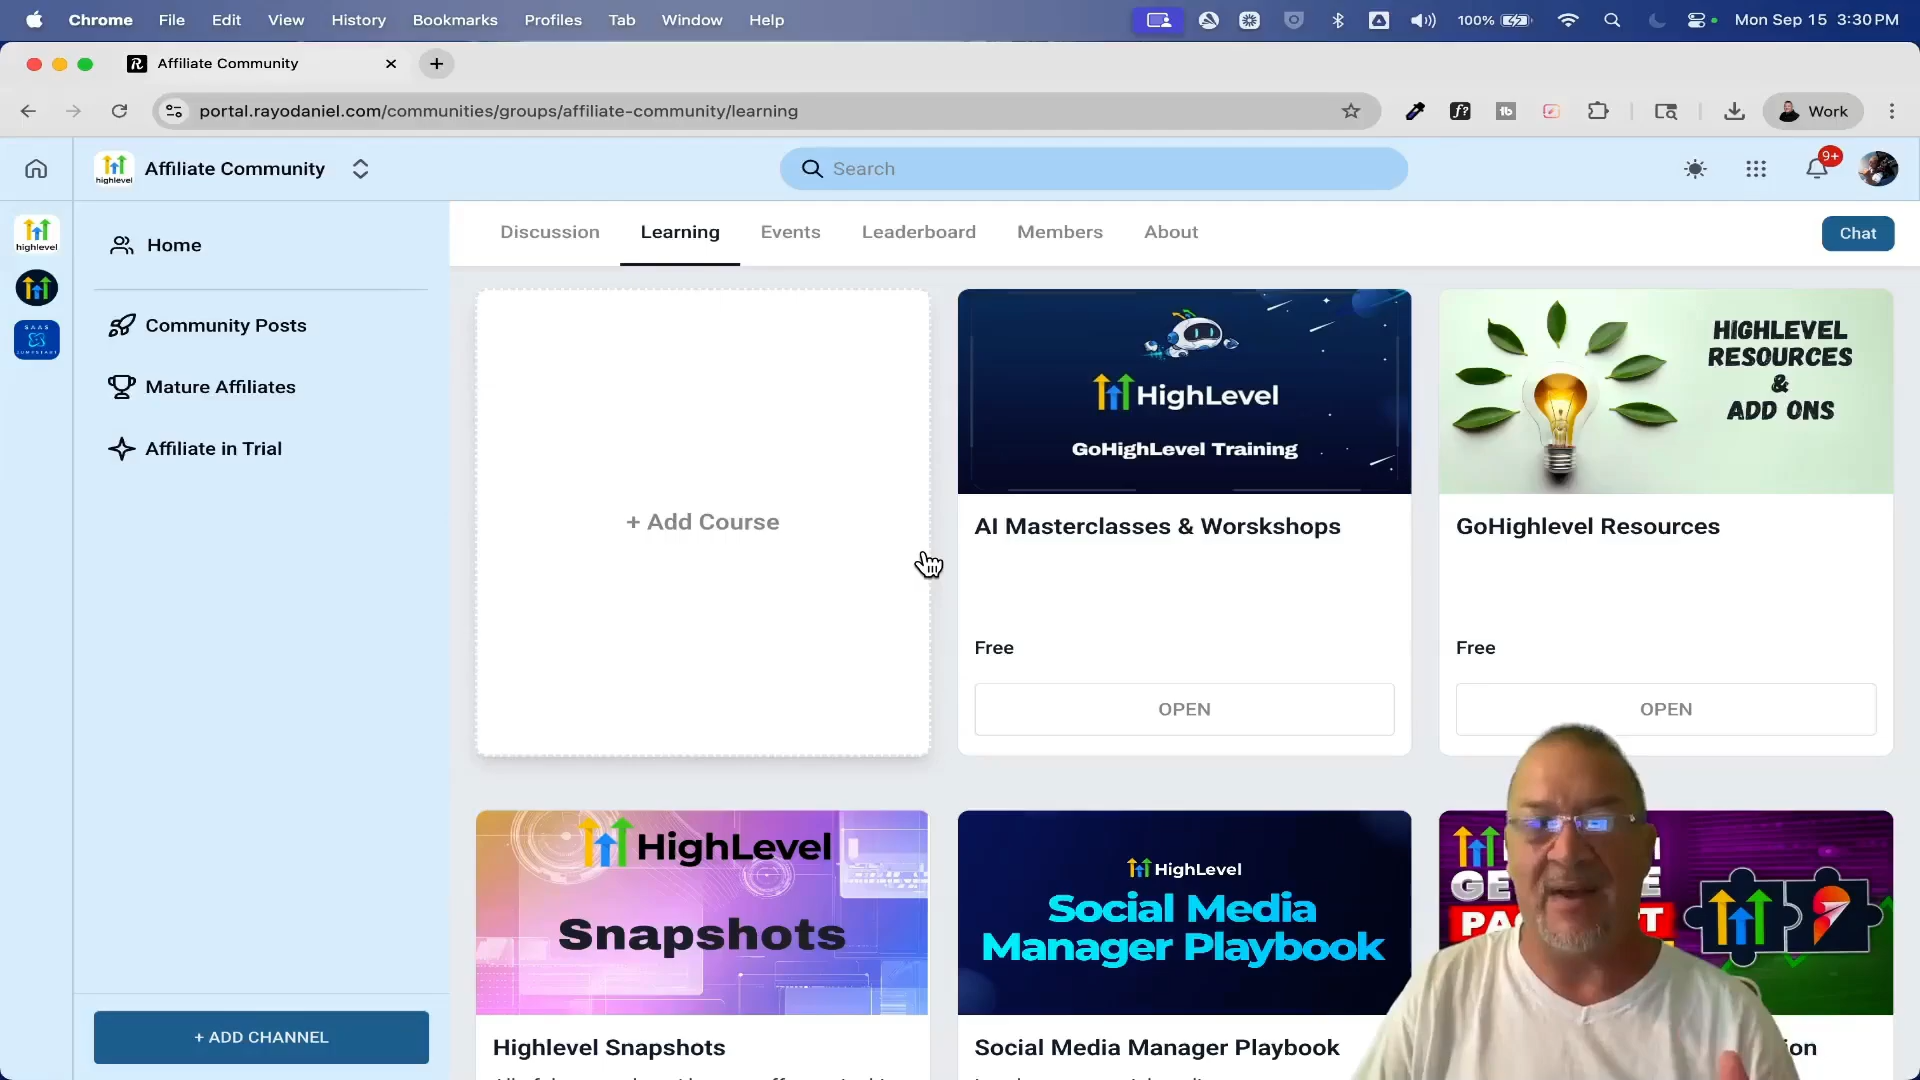 Chrome File Edit View History Bookmarks Profiles Tab Window Help 100% Mon Sep 15 3:30 PM
Affiliate Community
portal.rayodaniel.com/communities/groups/affiliate-community/learning Work
highlevel Affiliate Community Search 9+
highlevel
SAAS
JUMPSTART
Home
Community Posts
Mature Affiliates
Affiliate in Trial
+ ADD CHANNEL
Discussion Learning Events Leaderboard Members About Chat
+ Add Course
HighLevel
GoHighLevel Training
AI Masterclasses & Worskshops
Free
OPEN
HIGHLEVEL
RESOURCES
&
ADD ONS
GoHighlevel Resources
Free
OPEN
HighLevel
Snapshots
Highlevel Snapshots
HighLevel
Social Media
Manager Playbook
Social Media Manager Playbook